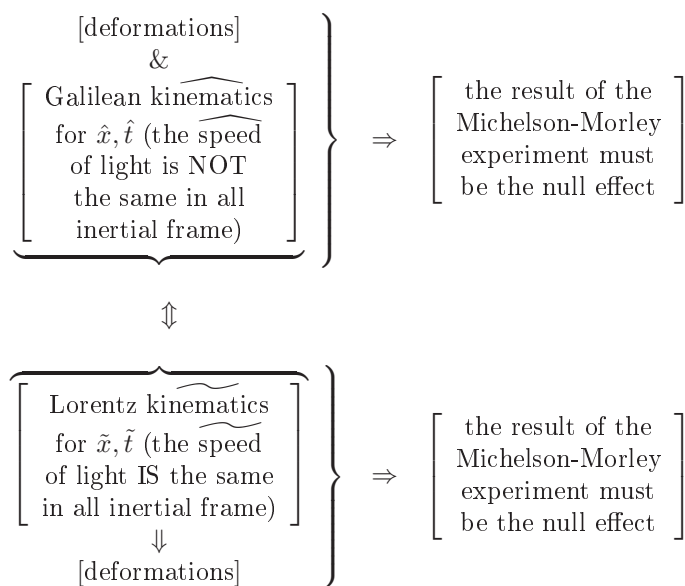 [deformations]
&
Galilean kinematics
for x̂, t̂ (the speed
of light is NOT
the same in all
inertial frame)
⇒
the result of the
Michelson-Morley
experiment must
be the null effect
⇕
Lorentz kinematics
for x̃, t̃ (the speed
of light IS the same
in all inertial frame)
⇓
[deformations]
⇒
the result of the
Michelson-Morley
experiment must
be the null effect